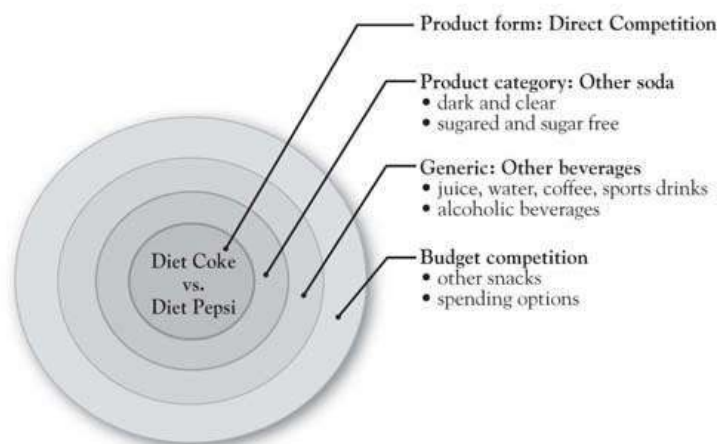 Product form: Direct Competition
Product category: Other soda
• dark and clear
• sugared and sugar free
Generic: Other beverages
• juice, water, coffee, sports drinks
• alcoholic beverages
Budget competition
• other snacks
• spending options
Diet Coke
vs.
Diet Pepsi